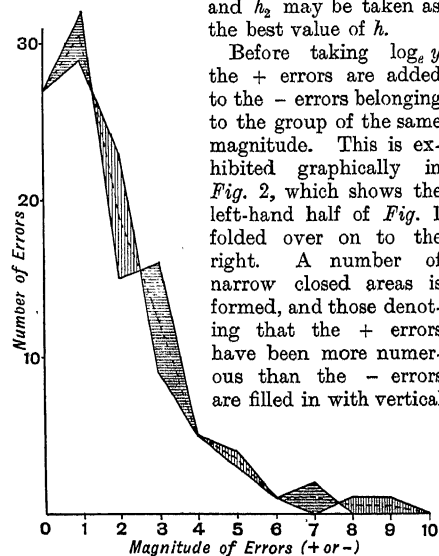 and h₂ may be taken as
the best value of h.
Before taking logₑ y
the + errors are added
to the − errors belonging
to the group of the same
magnitude. This is ex-
hibited graphically in
Fig. 2, which shows the
left-hand half of Fig. 1
folded over on to the
right. A number of
narrow closed areas is
formed, and those denot-
ing that the + errors
have been more numer-
ous than the − errors
are filled in with vertical
30
20
10
Number of Errors
0 1 2 3 4 5 6 7 8 9 10
Magnitude of Errors (+ or -)